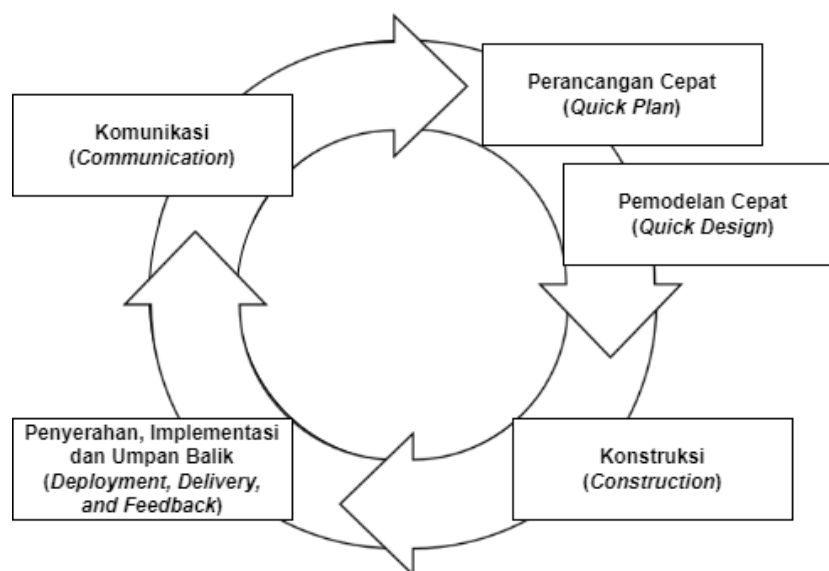 Perancangan Cepat
(Quick Plan)
Komunikasi
(Communication)
Pemodelan Cepat
(Quick Design)
Penyerahan, Implementasi
dan Umpan Balik
(Deployment, Delivery,
and Feedback)
Konstruksi
(Construction)